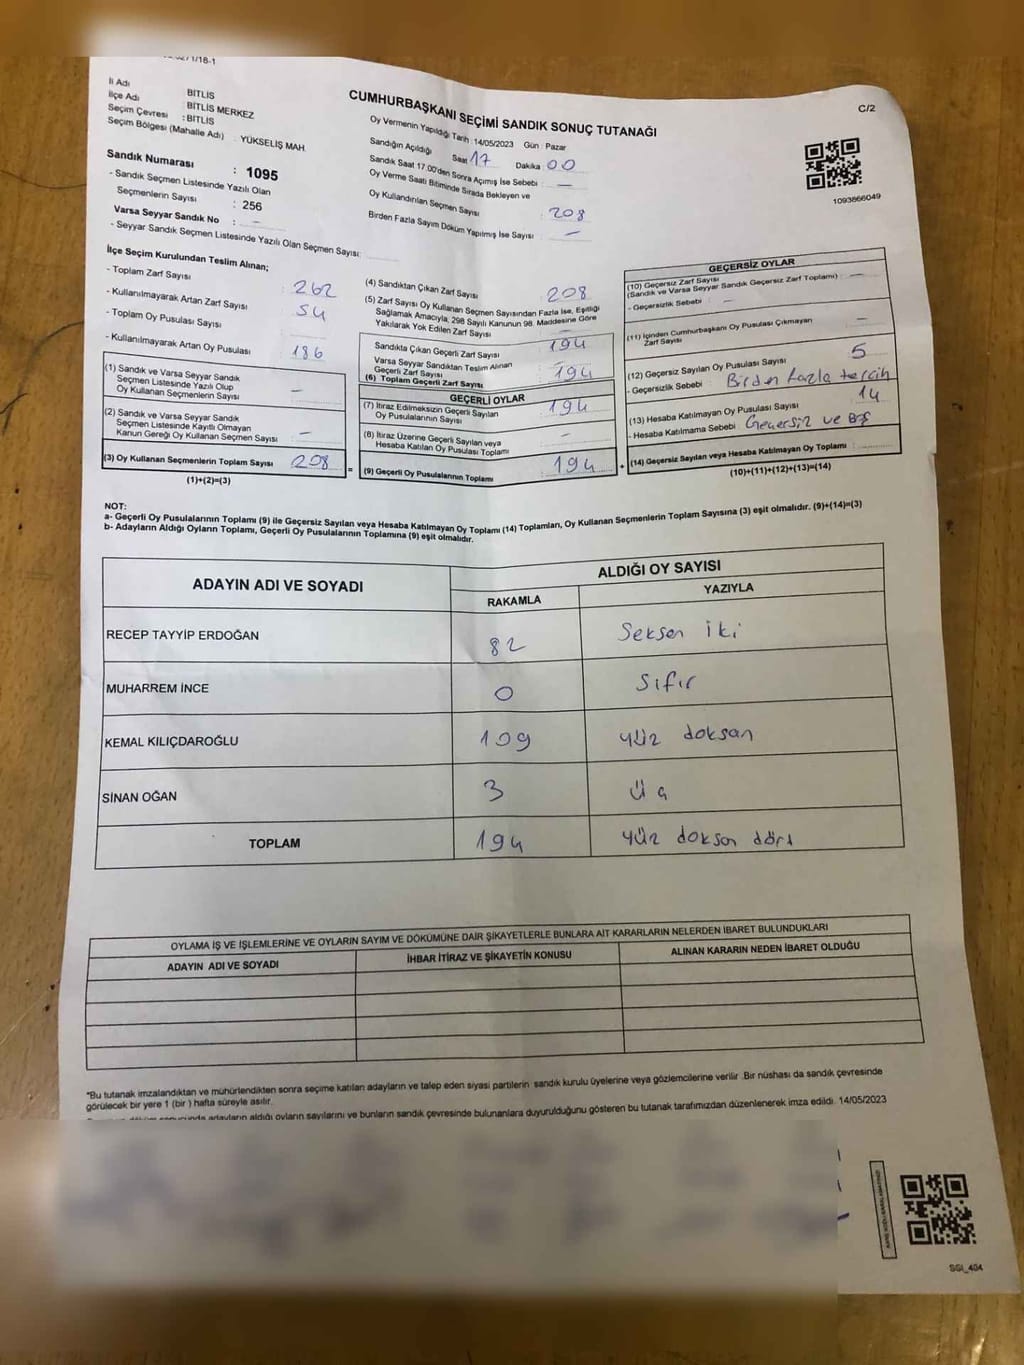 CUMHURBAŞKANI SEÇİMİ SANDIK SONUÇ TUTANAĞI
C/2
İl Adı BİTLİS
İlçe Adı BİTLİS MERKEZ
Seçim Çevresi : BİTLİS
Seçim Bölgesi (Mahalle Adı) : YÜKSELİŞ MAH.
Sandık Numarası : 1095
- Sandık Seçmen Listesinde Yazılı Olan
Seçmenlerin Sayısı : 256
Varsa Seyyar Sandık No : —
- Seyyar Sandık Seçmen Listesinde Yazılı Olan Seçmen Sayısı:
Oy Vermenin Yapıldığı Tarih : 14/05/2023 Gün : Pazar
Sandığın Açıldığı Saat 17 Dakika : 00
Sandık Saat 17.00'den Sonra Açımış İse Sebebi : —
Oy Verme Saati Bitiminde Sırada Bekleyen ve
Oy Kullandırılan Seçmen Sayısı : 208
Birden Fazla Sayım Döküm Yapılmış İse Sayısı : —
1093866049
İlçe Seçim Kurulundan Teslim Alınan;
- Toplam Zarf Sayısı : 262
- Kullanılmayarak Artan Zarf Sayısı : 54
- Toplam Oy Pusulası Sayısı :
- Kullanılmayarak Artan Oy Pusulası : 186
(1) Sandık ve Varsa Seyyar Sandık
Seçmen Listesinde Yazılı Olup
Oy Kullanan Seçmenlerin Sayısı : —
(2) Sandık ve Varsa Seyyar Sandık
Seçmen Listesinde Kayıtlı Olmayan
Kanun Gereği Oy Kullanan Seçmen Sayısı : —
(3) Oy Kullanan Seçmenlerin Toplam Sayısı 208 =
(1)+(2)=(3)
(4) Sandıktan Çıkan Zarf Sayısı : 208
(5) Zarf Sayısı Oy Kullanan Seçmen Sayısından Fazla İse, Eşitliği
Sağlamak Amacıyla, 298 Sayılı Kanunun 98. Maddesine Göre
Yakılarak Yok Edilen Zarf Sayısı : —
Sandıkta Çıkan Geçerli Zarf Sayısı : 194
Varsa Seyyar Sandıktan Teslim Alınan
Geçerli Zarf Sayısı
(6) Toplam Geçerli Zarf Sayısı : 194
GEÇERLİ OYLAR
(7) İtiraz Edilmeksizin Geçerli Sayılan
Oy Pusulalarının Sayısı : 194
(8) İtiraz Üzerine Geçerli Sayılan veya
Hesaba Katılan Oy Pusulası Toplamı : —
(9) Geçerli Oy Pusulalarının Toplamı : 194 +
GEÇERSİZ OYLAR
(10) Geçersiz Zarf Sayısı
(Sandık ve Varsa Seyyar Sandık Geçersiz Zarf Toplamı) : —
- Geçersizlik Sebebi : —
(11) İçinden Cumhurbaşkanı Oy Pusulası Çıkmayan
Zarf Sayısı : —
(12) Geçersiz Sayılan Oy Pusulası Sayısı : 5
- Geçersizlik Sebebi : Birden fazla tercih
(13) Hesaba Katılmayan Oy Pusulası Sayısı : 14
- Hesaba Katılmama Sebebi : Geçersiz ve Boş
(14) Geçersiz Sayılan veya Hesaba Katılmayan Oy Toplamı :
(10)+(11)+(12)+(13)=(14)
NOT:
a- Geçerli Oy Pusulalarının Toplamı (9) ile Geçersiz Sayılan veya Hesaba Katılmayan Oy Toplamı (14) Toplamları, Oy Kullanan Seçmenlerin Toplam Sayısına (3) eşit olmalıdır. (9)+(14)=(3)
b- Adayların Aldığı Oyların Toplamı, Geçerli Oy Pusulalarının Toplamına (9) eşit olmalıdır.
ADAYIN ADI VE SOYADI ALDIĞI OY SAYISI
RAKAMLA YAZIYLA
RECEP TAYYİP ERDOĞAN 82 Seksen iki
MUHARREM İNCE 0 Sıfır
KEMAL KILIÇDAROĞLU 109 yüz doksan
SİNAN OĞAN 3 üç
TOPLAM 194 yüz doksan dört
OYLAMA İŞ VE İŞLEMLERİNE VE OYLARIN SAYIM VE DÖKÜMÜNE DAİR ŞİKAYETLERLE BUNLARA AİT KARARLARIN NELERDEN İBARET BULUNDUKLARI
ADAYIN ADI VE SOYADI İHBAR İTİRAZ VE ŞİKAYETİN KONUSU ALINAN KARARIN NEDEN İBARET OLDUĞU
*Bu tutanak imzalandıktan ve mühürlendikten sonra seçime katılan adayların ve talep eden siyasi partilerin sandık kurulu üyelerine veya gözlemcilerine verilir .Bir nüshası da sandık çevresinde
görülecek bir yere 1 (bir ) hafta süreyle asılır.
adayların aldığı oyların sayılarını ve bunların sandık çevresinde bulunanlara duyurulduğunu gösteren bu tutanak tarafımızdan düzenlenerek imza edildi. 14/05/2023
SGI_404